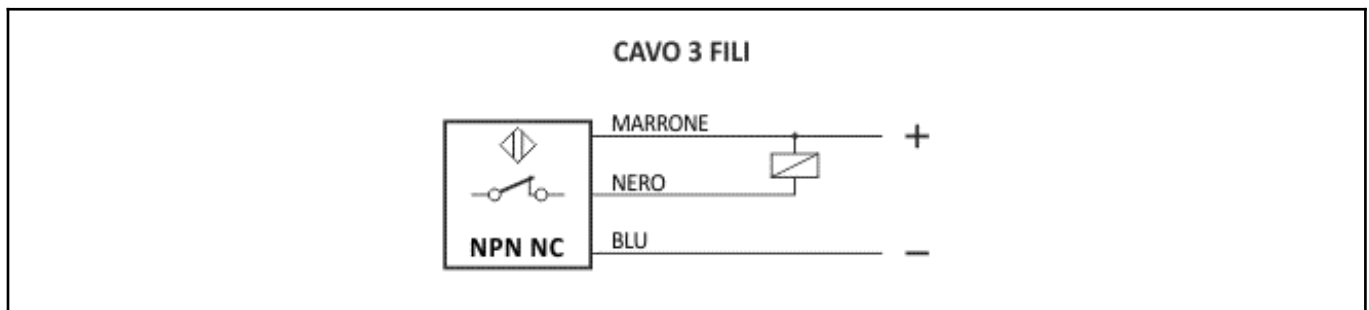 CAVO 3 FILI
MARRONE
+
NERO
NPN NC
BLU
−